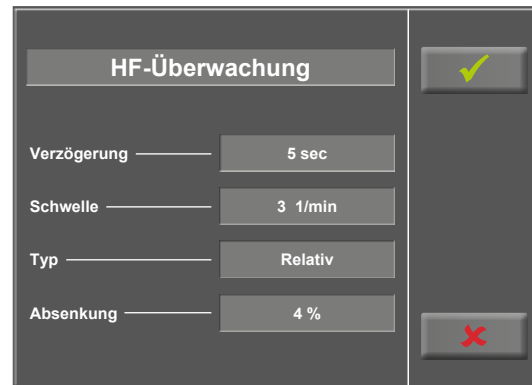 HF-Überwachung
Verzögerung 5 sec
Schwelle 3 1/min
Typ Relativ
Absenkung 4 %